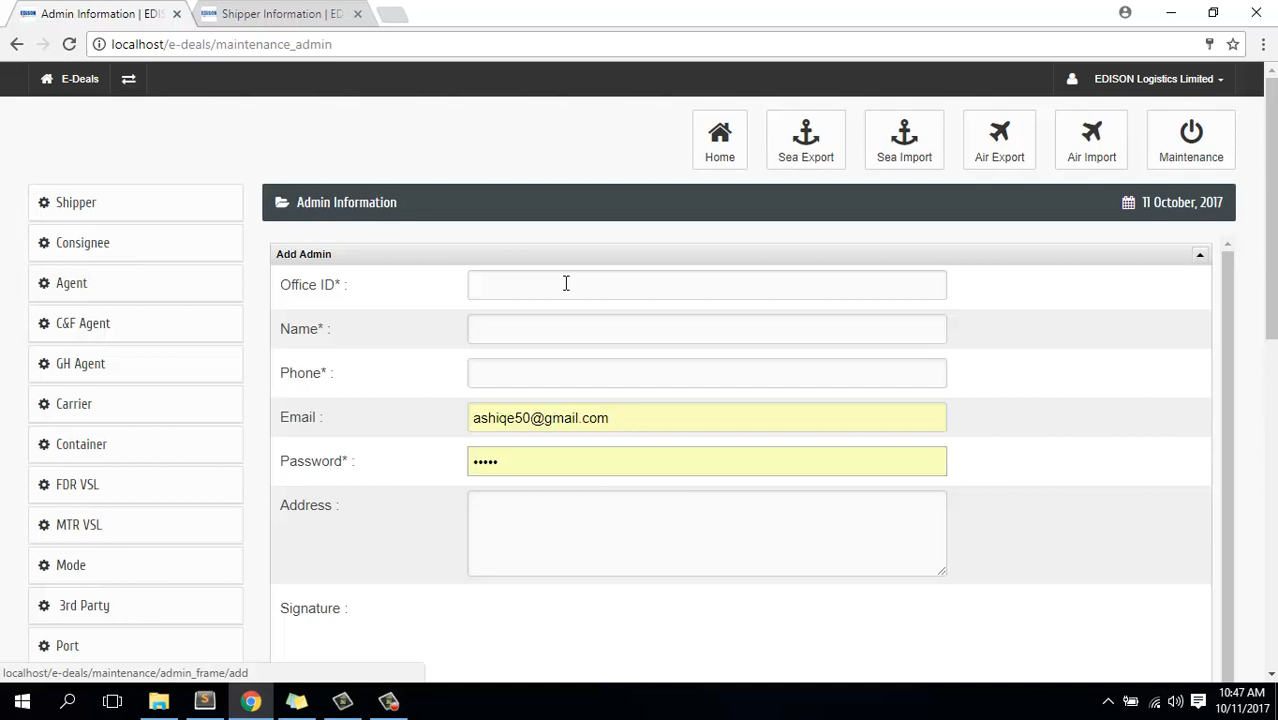 Admin Information | EDIS
Shipper Information | ED
localhost/e-deals/maintenance_admin
E-Deals
EDISON Logistics Limited
Home
Sea Export
Sea Import
Air Export
Air Import
Maintenance
Shipper
Consignee
Agent
C&F Agent
GH Agent
Carrier
Container
FDR VSL
MTR VSL
Mode
3rd Party
Port
Admin Information
11 October, 2017
Add Admin
Office ID* :
Name* :
Phone* :
Email :
ashiqe50@gmail.com
Password* :
•••••
Address :
Signature :
localhost/e-deals/maintenance/admin_frame/add
10:47 AM
10/11/2017